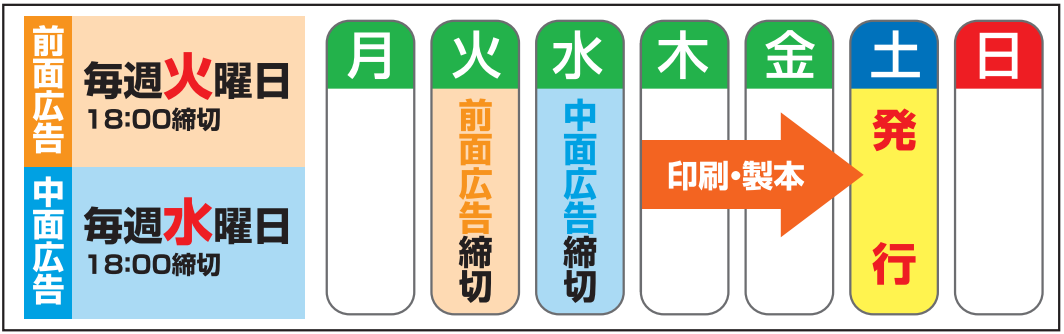 前面広告
毎週火曜日
18:00締切
中面広告
毎週水曜日
18:00締切
月
火
水
木
金
土
日
前面広告締切
中面広告締切
印刷・製本
発行